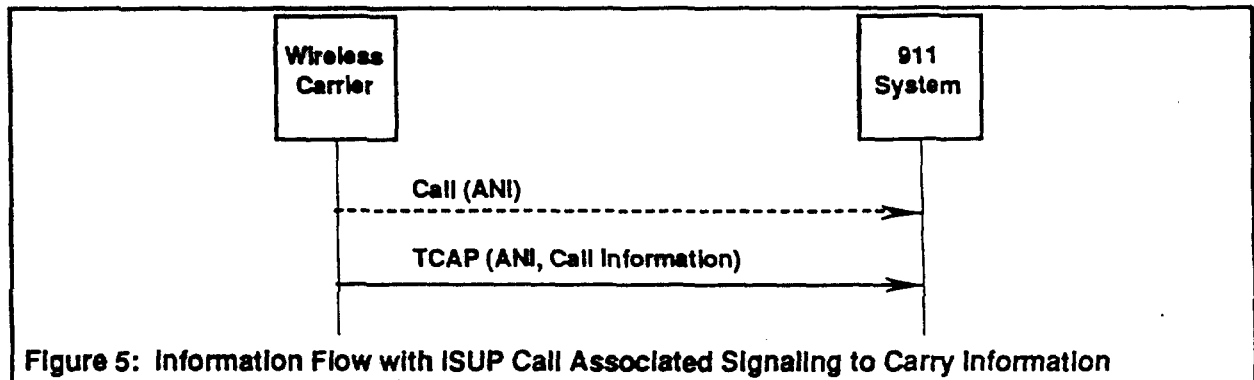 Wireless
Carrier
911
System
Call (ANI)
TCAP (ANI, Call Information)
Figure 5: Information Flow with ISUP Call Associated Signaling to Carry Information